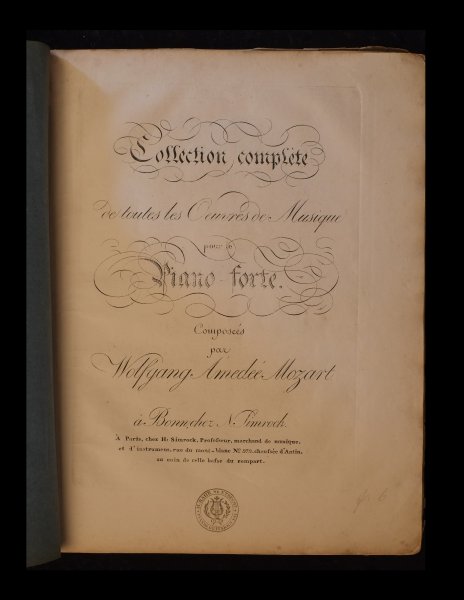 Collection complète
de toutes les Oeuvres de Musique
pour le
Piano-forte.
Composées
par
Wolfgang Amedée Mozart
à Bonn, chez N. Simrock.
A Paris, chez H. Simrock, Professeur, marchand de musique,
et d'instrumens, rue du mont-blanc No. 373. chaussée d'Antin,
au coin de celle basse du rempart.